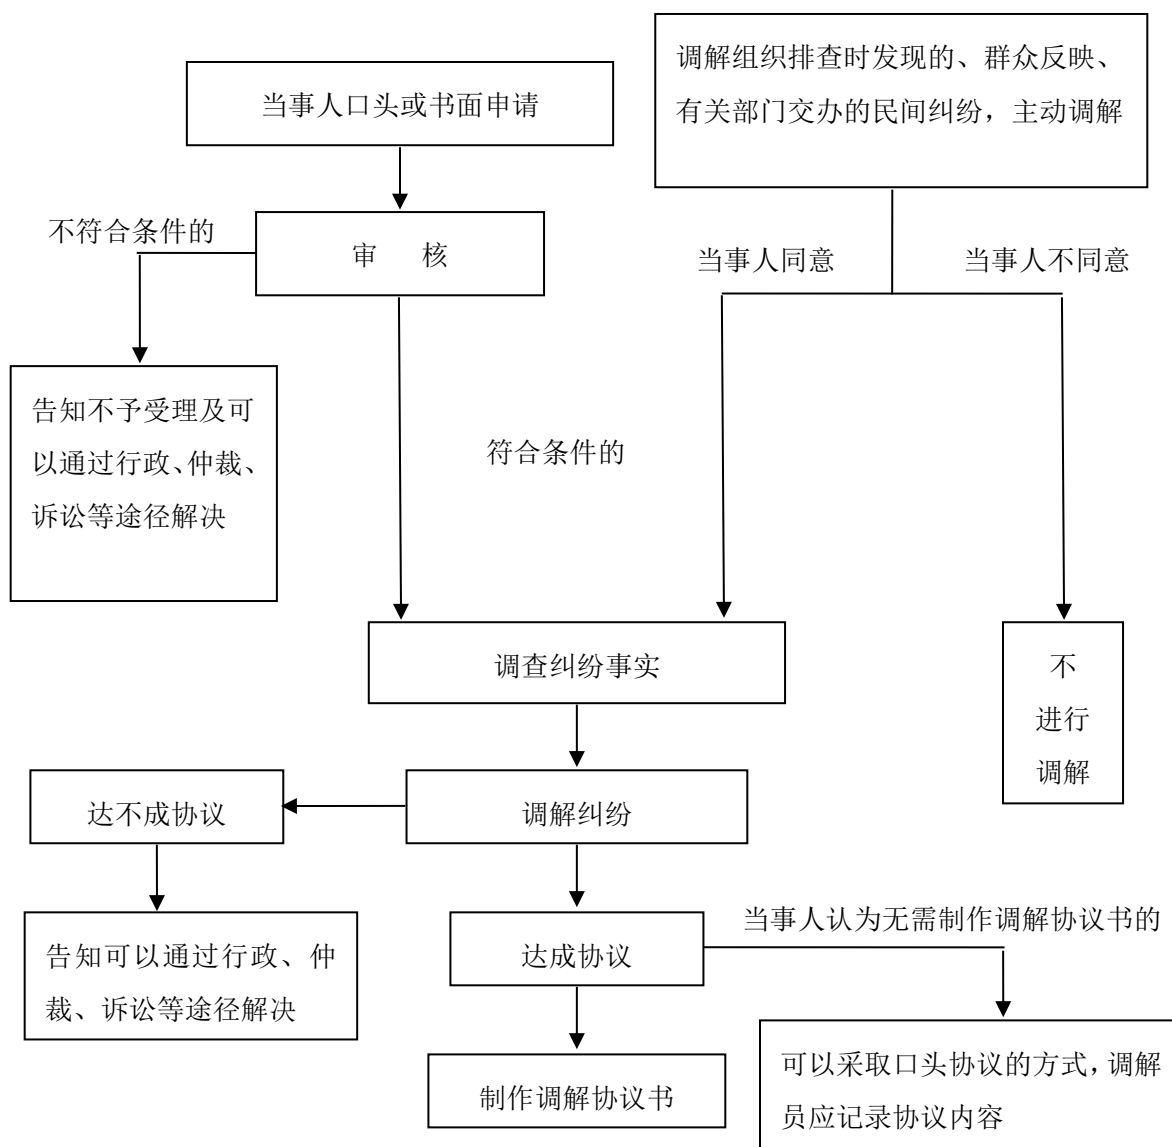 当事人口头或书面申请
调解组织排查时发现的、群众反映、
有关部门交办的民间纠纷，主动调解
不符合条件的
审 核
当事人同意
当事人不同意
告知不予受理及可
以通过行政、仲裁、
诉讼等途径解决
符合条件的
调查纠纷事实
不
进行
调解
达不成协议
调解纠纷
告知可以通过行政、仲
裁、诉讼等途径解决
达成协议
当事人认为无需制作调解协议书的
制作调解协议书
可以采取口头协议的方式，调解
员应记录协议内容